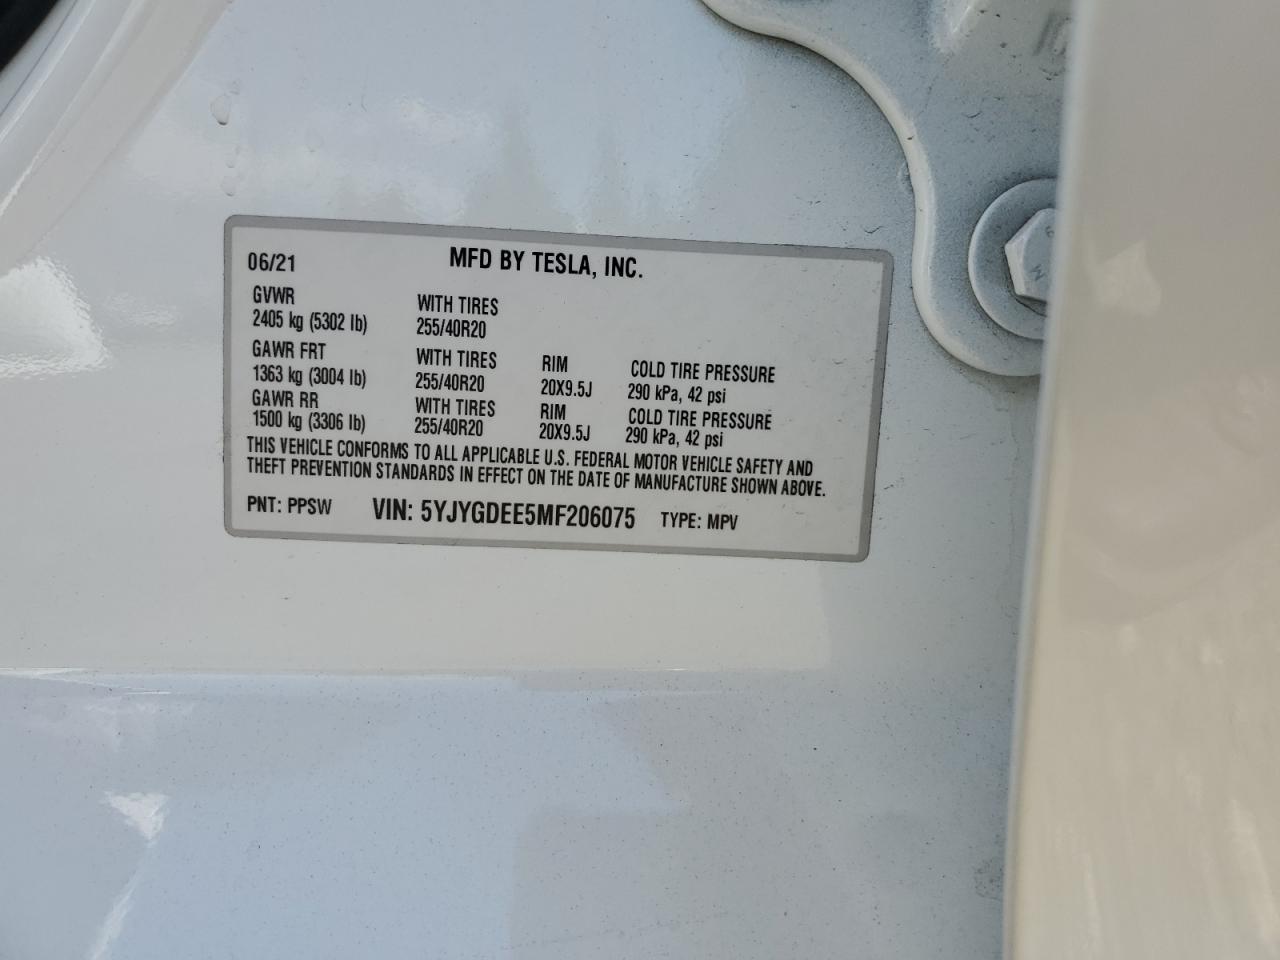 06/21 MFD BY TESLA, INC.
GVWR WITH TIRES
2405 kg (5302 lb) 255/40R20
GAWR FRT WITH TIRES RIM COLD TIRE PRESSURE
1363 kg (3004 lb) 255/40R20 20X9.5J 290 kPa, 42 psi
GAWR RR WITH TIRES RIM COLD TIRE PRESSURE
1500 kg (3306 lb) 255/40R20 20X9.5J 290 kPa, 42 psi
THIS VEHICLE CONFORMS TO ALL APPLICABLE U.S. FEDERAL MOTOR VEHICLE SAFETY AND
THEFT PREVENTION STANDARDS IN EFFECT ON THE DATE OF MANUFACTURE SHOWN ABOVE.
PNT: PPSW VIN: 5YJYGDEE5MF206075 TYPE: MPV